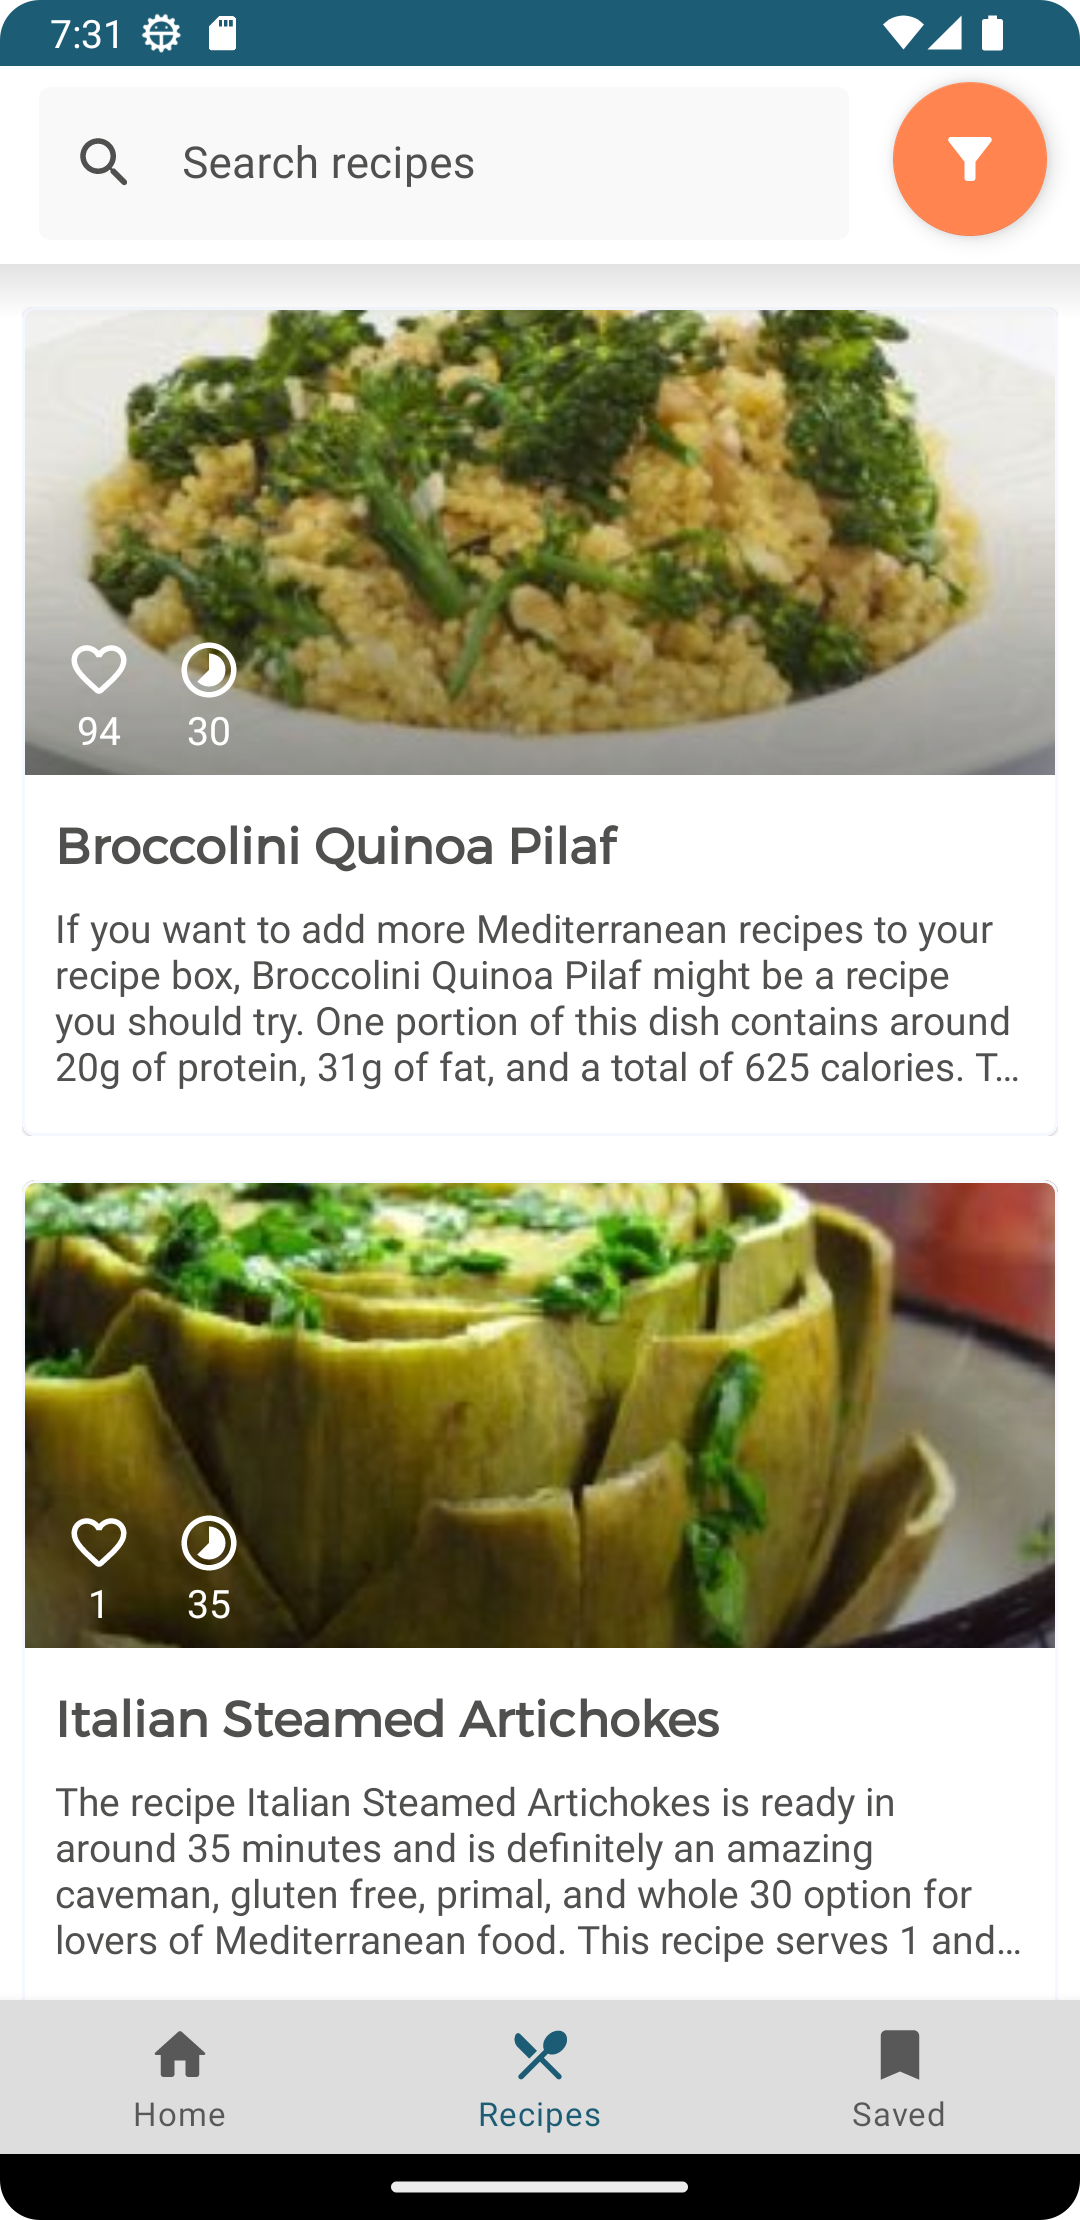 7:31
Search recipes
94
30
Broccolini Quinoa Pilaf
If you want to add more Mediterranean recipes to your
recipe box, Broccolini Quinoa Pilaf might be a recipe
you should try. One portion of this dish contains around
20g of protein, 31g of fat, and a total of 625 calories. T...
1
35
Italian Steamed Artichokes
The recipe Italian Steamed Artichokes is ready in
around 35 minutes and is definitely an amazing
caveman, gluten free, primal, and whole 30 option for
lovers of Mediterranean food. This recipe serves 1 and...
Home
Recipes
Saved